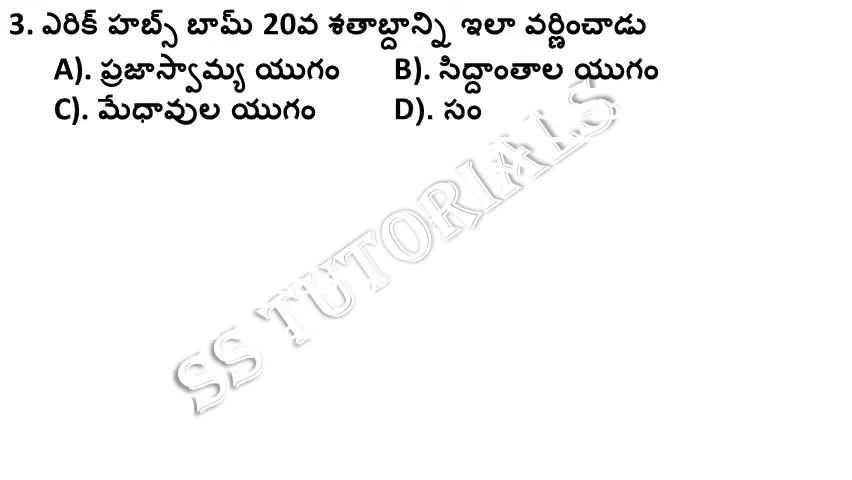 3. ఎరిక్ హబ్స్ బామ్ 20వ శతాబ్దాన్ని ఇలా వర్ణించాడు
A). ప్రజాస్వామ్య యుగం B). సిద్దాంతాల యుగం
C). మేధావుల యుగం D). సం
SS TUTORIALS